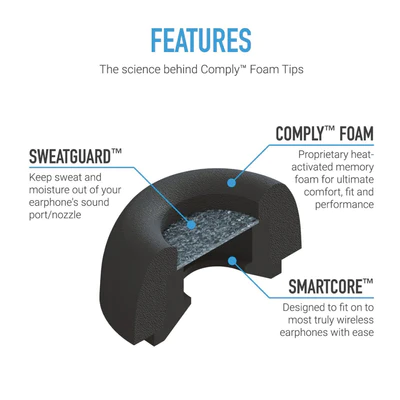 FEATURES
The science behind Comply™ Foam Tips
COMPLY™ FOAM
Proprietary heat-
activated memory
foam for ultimate
comfort, fit and
performance
SWEATGUARD™
Keep sweat and
moisture out of your
earphone's sound
port/nozzle
SMARTCORE™
Designed to fit on to
most truly wireless
earphones with ease